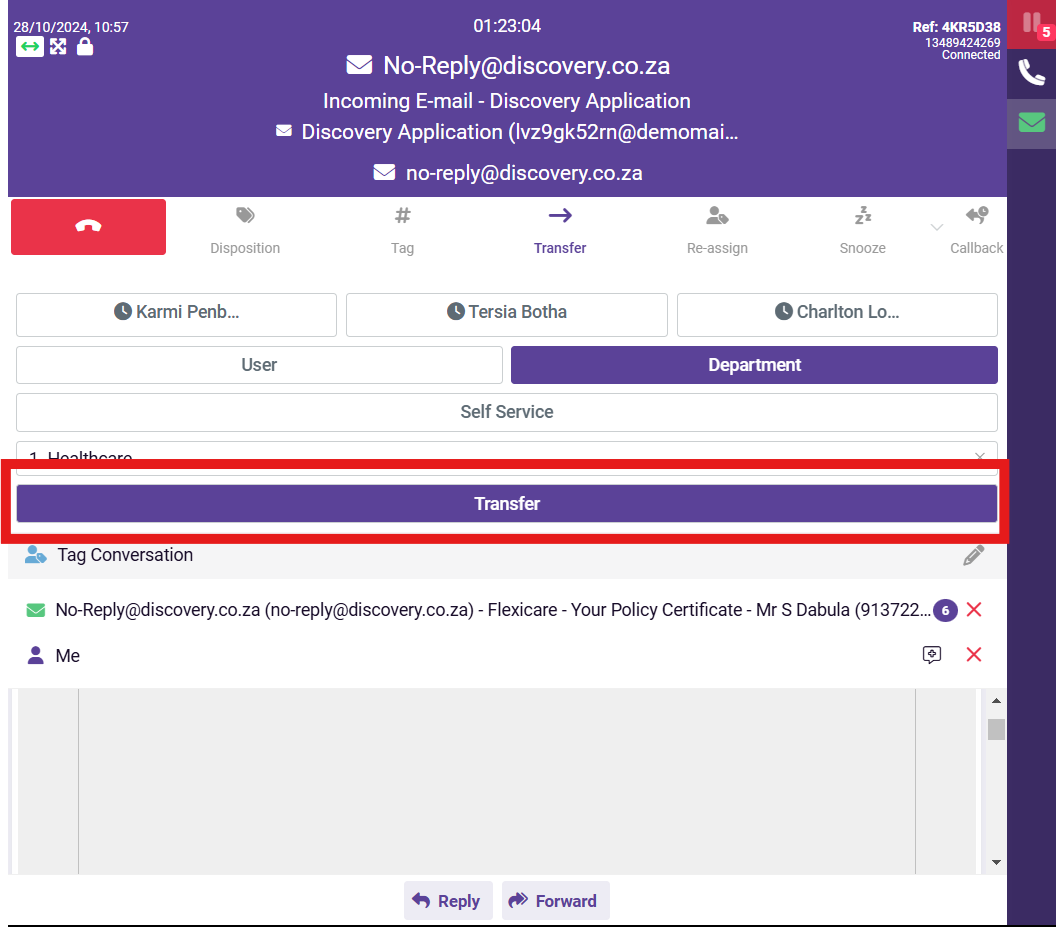 28/10/2024, 10:57
01:23:04
Ref: 4KR5D38
13489424269
Connected
5
No-Reply@discovery.co.za
Incoming E-mail - Discovery Application
Discovery Application (lvz9gk52rn@demomai...
no-reply@discovery.co.za
Disposition
Tag
Transfer
Re-assign
Snooze
Callback
Karmi Penb...
Tersia Botha
Charlton Lo...
User
Department
Self Service
1. Healthcare
Transfer
Tag Conversation
No-Reply@discovery.co.za (no-reply@discovery.co.za) - Flexicare - Your Policy Certificate - Mr S Dabula (913722... 6
Me
Reply
Forward